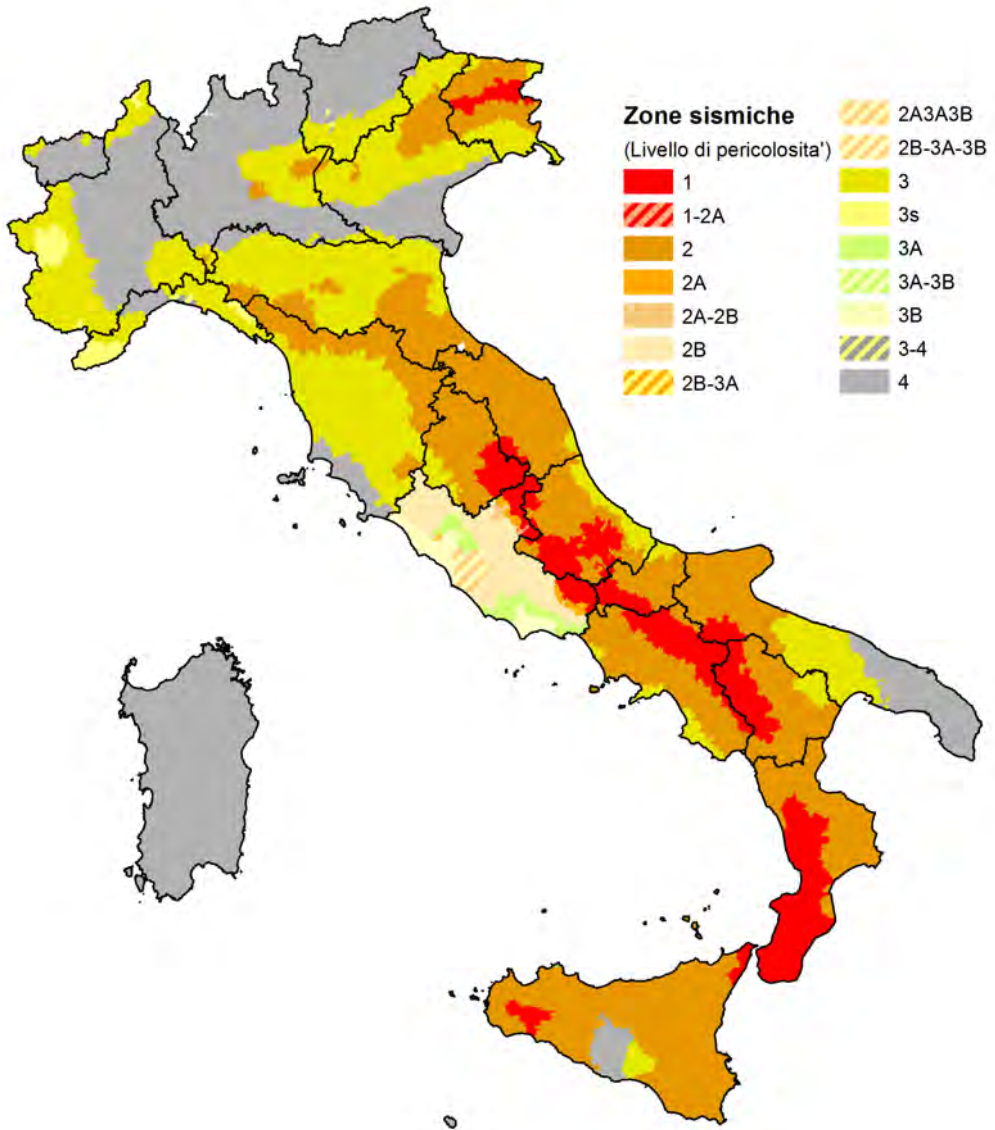 Zone sismiche
(Livello di pericolosita')
1
1-2A
2
2A
2A-2B
2B
2B-3A
2A3A3B
2B-3A-3B
3
3s
3A
3A-3B
3B
3-4
4